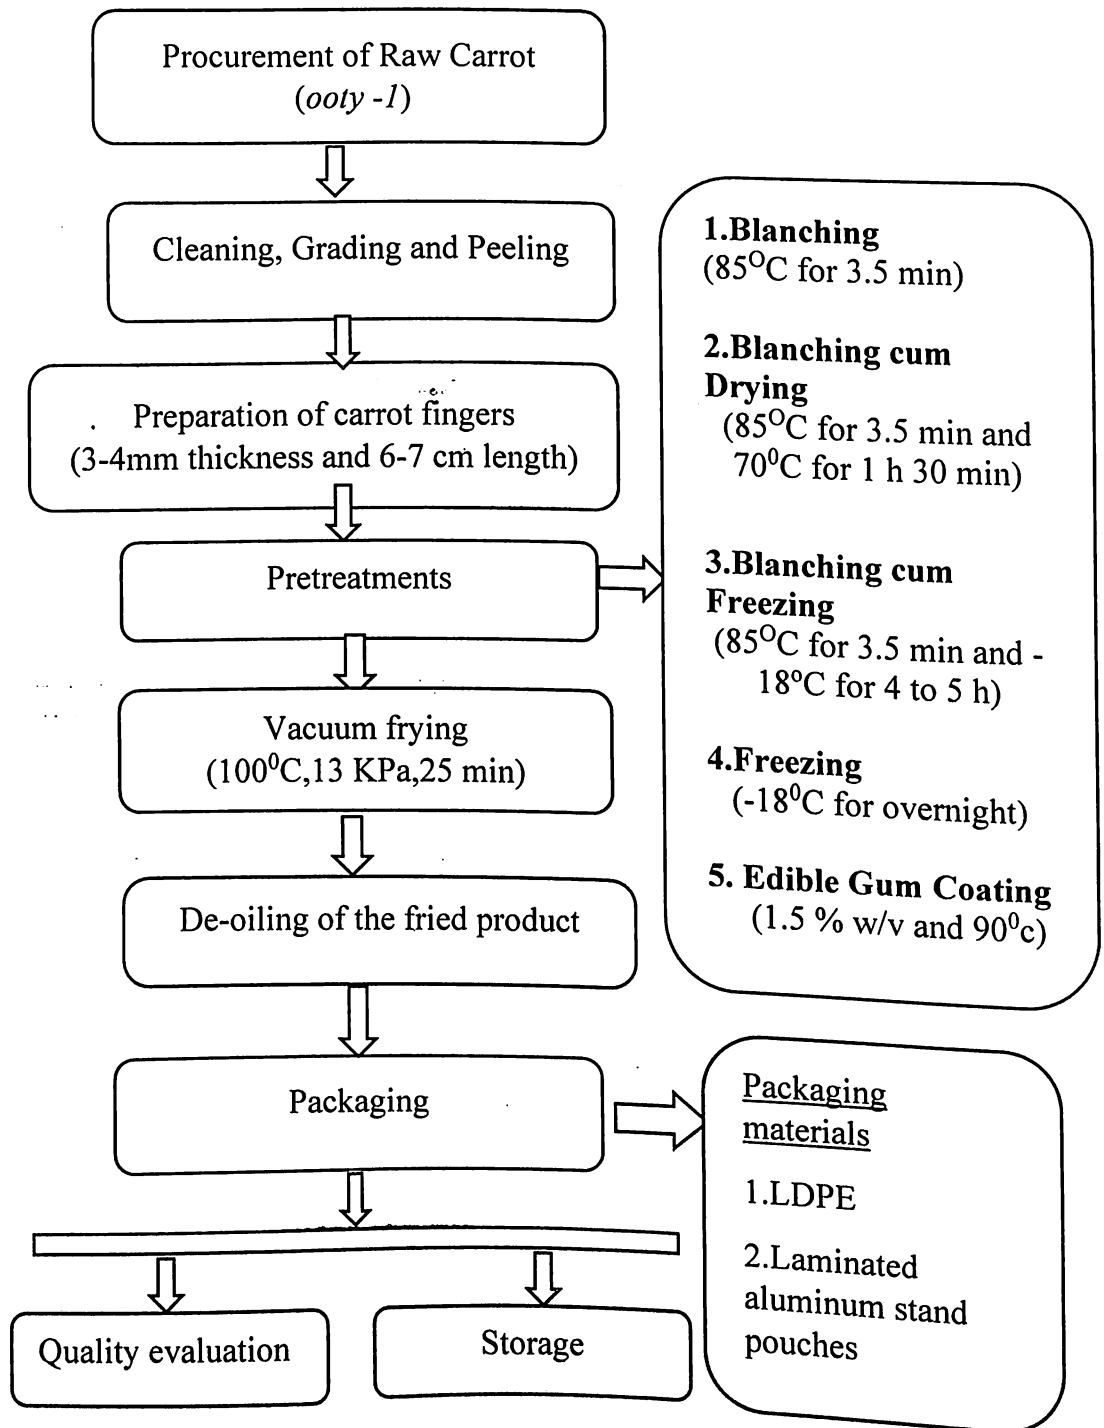 Procurement of Raw Carrot
(ooty -1)
Cleaning, Grading and Peeling
Preparation of carrot fingers
(3-4mm thickness and 6-7 cm length)
Pretreatments
1.Blanching
(85⁰C for 3.5 min)
2.Blanching cum
Drying
(85⁰C for 3.5 min and
70⁰C for 1 h 30 min)
3.Blanching cum
Freezing
(85⁰C for 3.5 min and -
18⁰C for 4 to 5 h)
4.Freezing
(-18⁰C for overnight)
5. Edible Gum Coating
(1.5 % w/v and 90⁰c)
Vacuum frying
(100⁰C,13 KPa,25 min)
De-oiling of the fried product
Packaging
Packaging
materials
1.LDPE
2.Laminated
aluminum stand
pouches
Quality evaluation
Storage